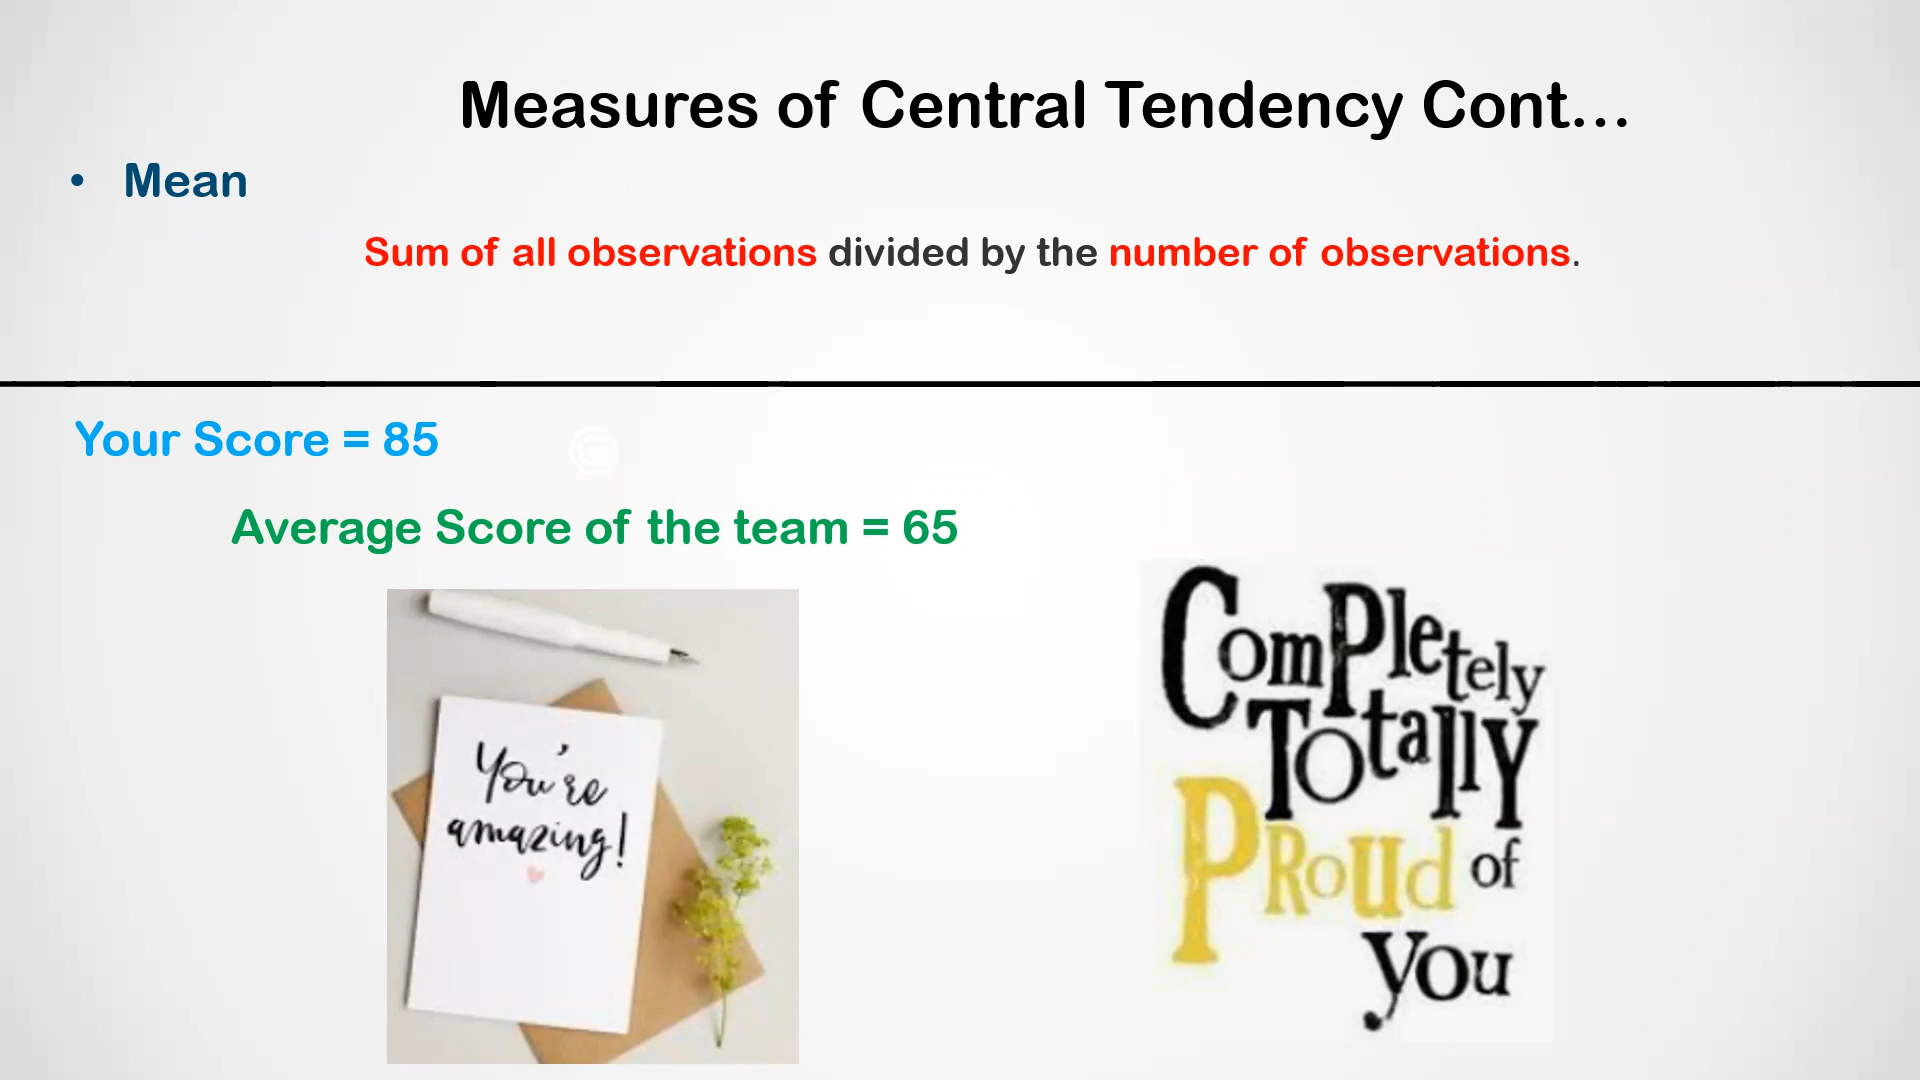 Measures of Central Tendency Cont...
• Mean
Sum of all observations divided by the number of observations.
Your Score = 85
Average Score of the team = 65
You're
amazing!
Completely
Totally
Proud of
you